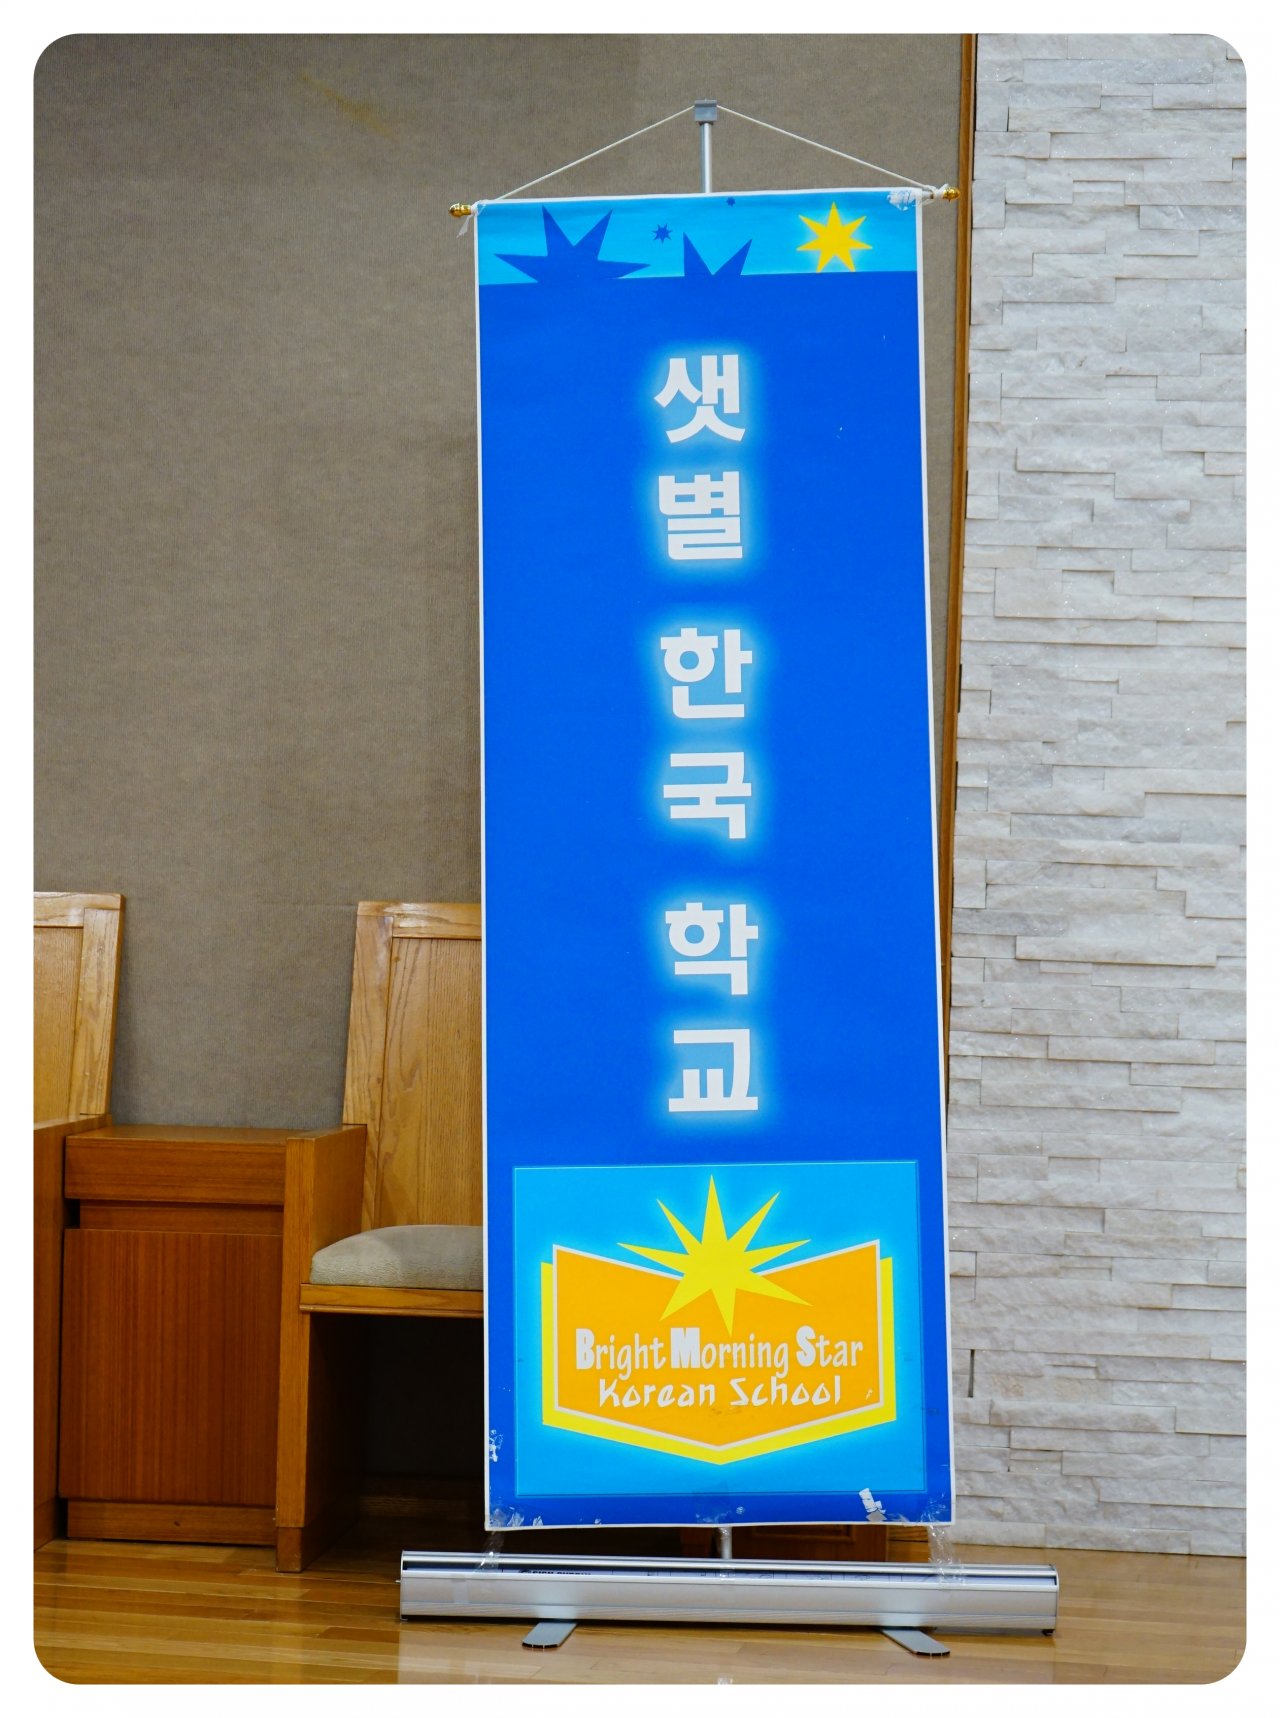 샛별 한국 학교
Bright Morning Star
Korean School